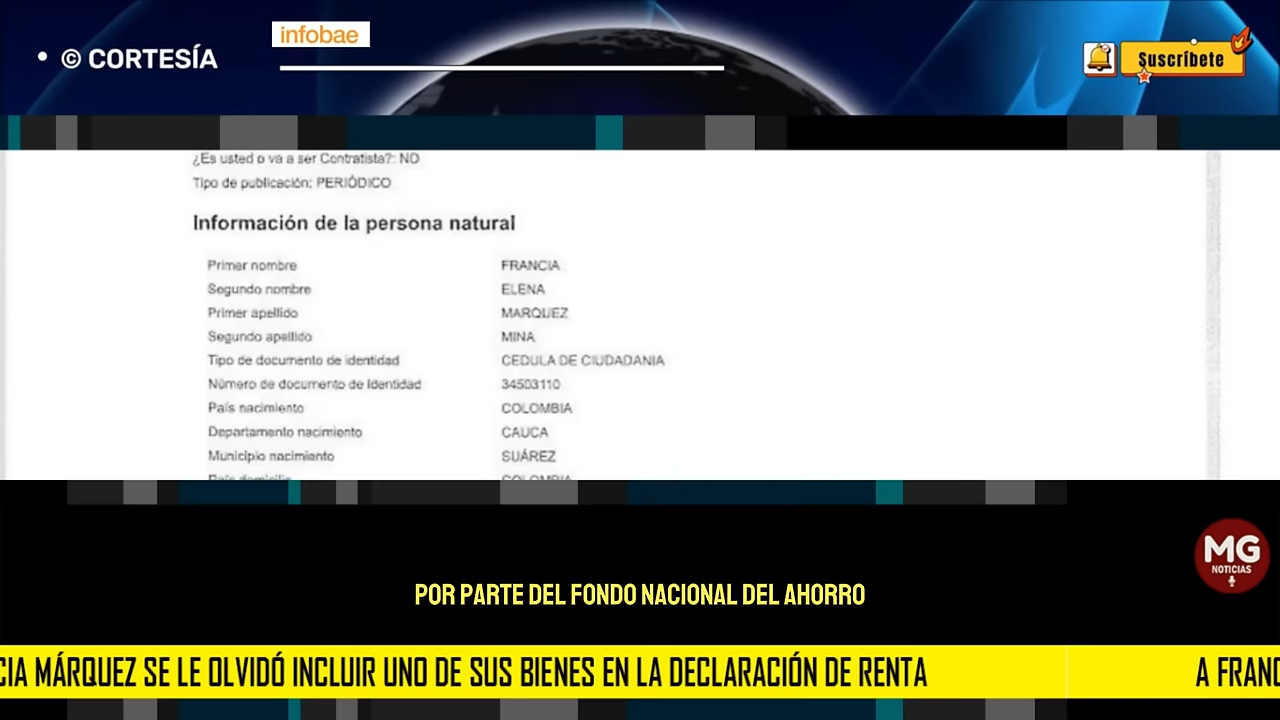 • © CORTESÍA
infobae
Suscríbete
¿Es usted o va a ser Contratista?: NO
Tipo de publicación: PERIÓDICO
Información de la persona natural
Primer nombre FRANCIA
Segundo nombre ELENA
Primer apellido MARQUEZ
Segundo apellido MINA
Tipo de documento de identidad CEDULA DE CIUDADANIA
Número de documento de Identidad 34503110
País nacimiento COLOMBIA
Departamento nacimiento CAUCA
Municipio nacimiento SUÁREZ
País domicilio COLOMBIA
MG
NOTICIAS
POR PARTE DEL FONDO NACIONAL DEL AHORRO
CIA MÁRQUEZ SE LE OLVIDÓ INCLUIR UNO DE SUS BIENES EN LA DECLARACIÓN DE RENTA A FRANC